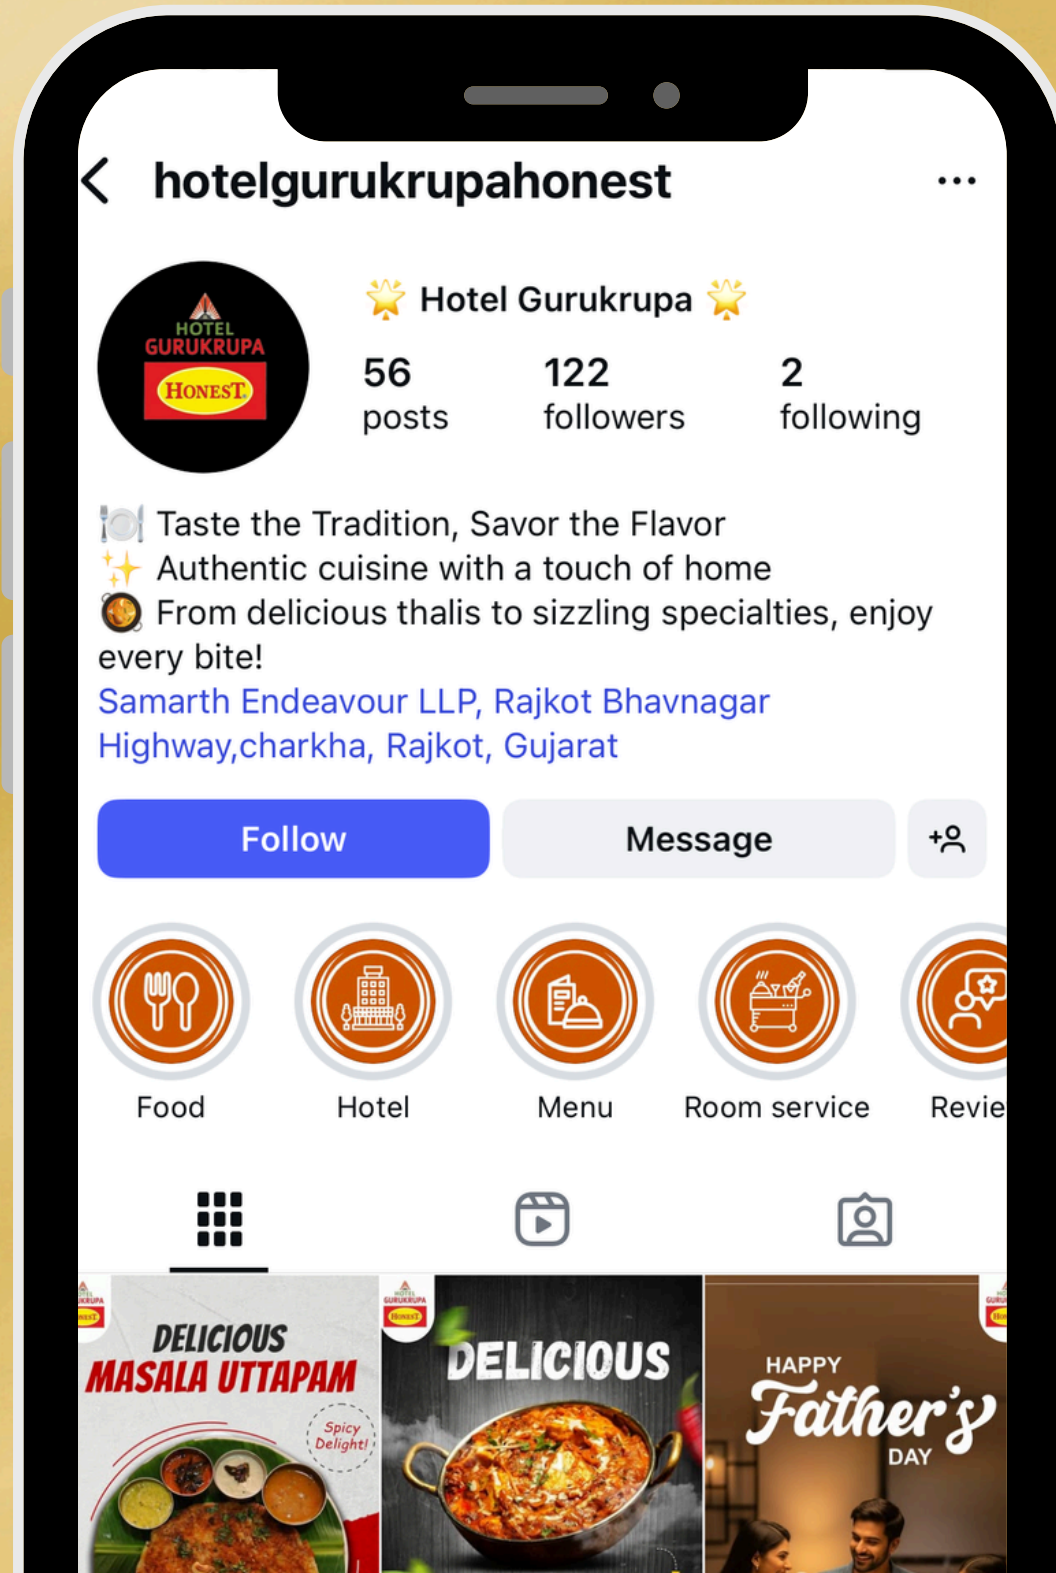 hotelgurukrupahonest
🌟 Hotel Gurukrupa 🌟
HOTEL
GURUKRUPA
HONEST
56 122 2
posts followers following
🍽️ Taste the Tradition, Savor the Flavor
✨ Authentic cuisine with a touch of home
🥘 From delicious thalis to sizzling specialties, enjoy
every bite!
Samarth Endeavour LLP, Rajkot Bhavnagar
Highway,charkha, Rajkot, Gujarat
Follow Message
Food Hotel Menu Room service Revie
HOTEL
GURUKRUPA
HONEST
DELICIOUS
MASALA UTTAPAM
Spicy
Delight!
DELICIOUS
HAPPY
Father's
DAY